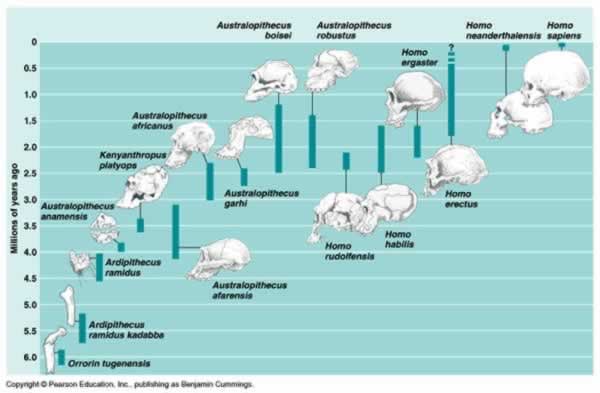 Australopithecus
boisei
Australopithecus
robustus
Homo
neanderthalensis
Homo
sapiens
0
?
Homo
ergaster
0.5
1.0
Australopithecus
africanus
1.5
Kenyanthropus
platyops
2.0
2.5
Australopithecus
garhi
Homo
erectus
3.0
Australopithecus
anamensis
3.5
Homo
habilis
Homo
rudolfensis
4.0
Ardipithecus
ramidus
4.5
Australopithecus
afarensis
5.0
Ardipithecus
ramidus kadabba
5.5
6.0
Orrorin tugenensis
Millions of years ago
Copyright © Pearson Education, Inc., publishing as Benjamin Cummings.